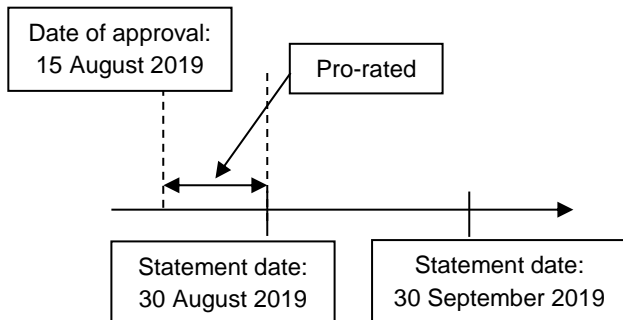 Date of approval:
15 August 2019
Pro-rated
Statement date:
30 August 2019
Statement date:
30 September 2019